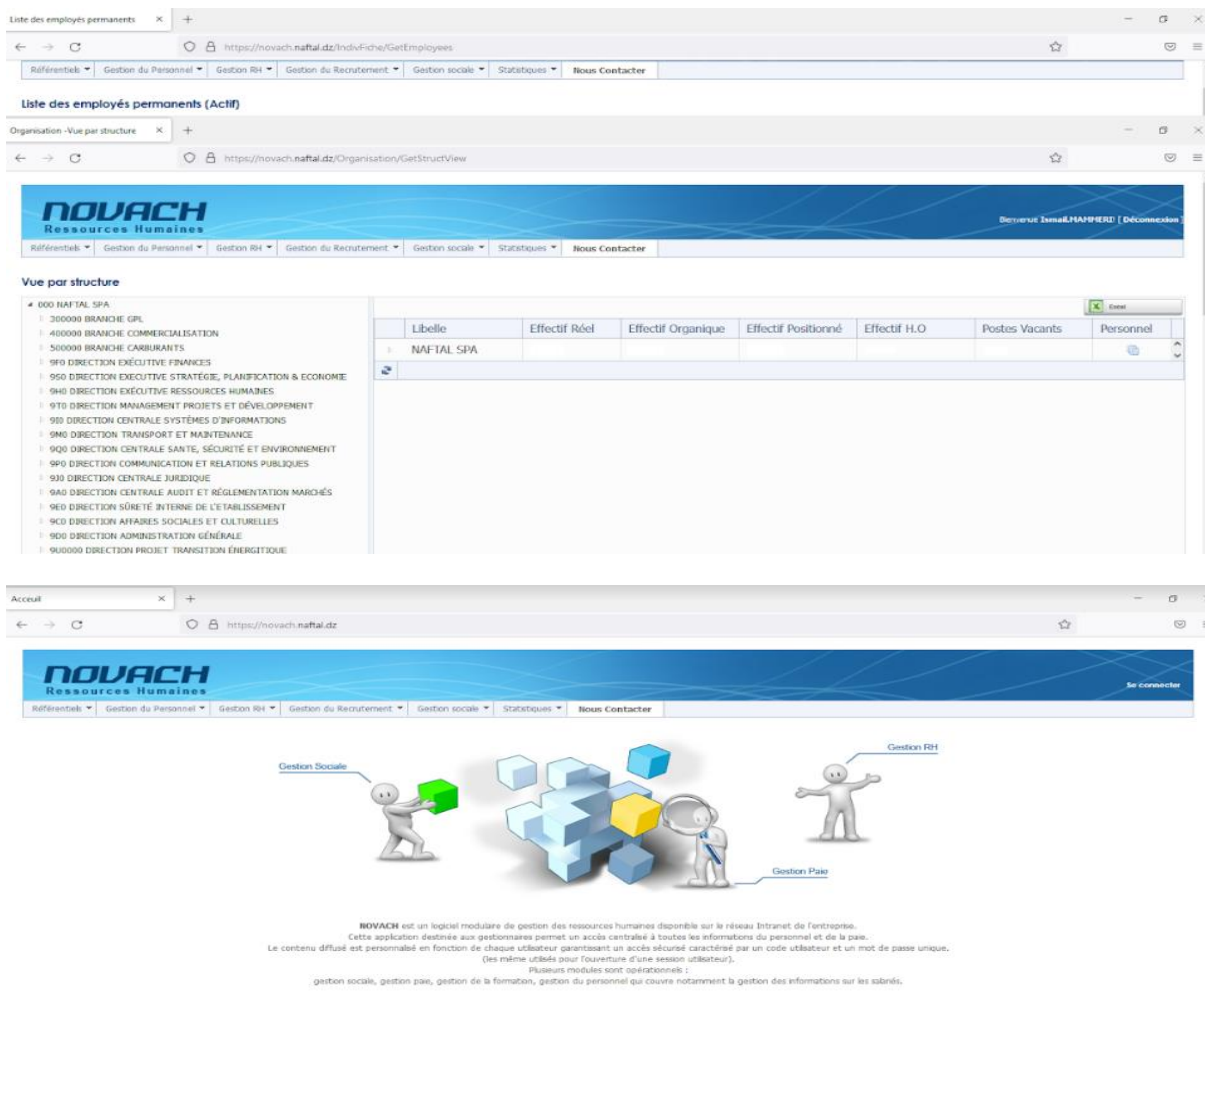 Liste des employés permanents
https://novach.naftal.dz/IndivFiche/GetEmployees
Référentiels Gestion du Personnel Gestion RH Gestion du Recrutement Gestion sociale Statistiques Nous Contacter
Liste des employés permanents (Actif)
Organisation -Vue par structure
https://novach.naftal.dz/Organisation/GetStructView
NOVACH
Ressources Humaines
Bienvenue Ismail.MAMMERI! [ Déconnexion ]
Référentiels Gestion du Personnel Gestion RH Gestion du Recrutement Gestion sociale Statistiques Nous Contacter
Vue par structure
000 NAFTAL SPA
300000 BRANCHE GPL
400000 BRANCHE COMMERCIALISATION
500000 BRANCHE CARBURANTS
9F0 DIRECTION EXÉCUTIVE FINANCES
9S0 DIRECTION EXECUTIVE STRATÉGIE, PLANIFICATION & ECONOMIE
9H0 DIRECTION EXÉCUTIVE RESSOURCES HUMAINES
9T0 DIRECTION MANAGEMENT PROJETS ET DÉVELOPPEMENT
9I0 DIRECTION CENTRALE SYSTÈMES D'INFORMATIONS
9M0 DIRECTION TRANSPORT ET MAINTENANCE
9Q0 DIRECTION CENTRALE SANTE, SÉCURITÉ ET ENVIRONNEMENT
9P0 DIRECTION COMMUNICATION ET RELATIONS PUBLIQUES
9J0 DIRECTION CENTRALE JURIDIQUE
9A0 DIRECTION CENTRALE AUDIT ET RÉGLEMENTATION MARCHÉS
9E0 DIRECTION SÛRETÉ INTERNE DE L'ETABLISSEMENT
9C0 DIRECTION AFFAIRES SOCIALES ET CULTURELLES
9D0 DIRECTION ADMINISTRATION GÉNÉRALE
9U0000 DIRECTION PROJET TRANSITION ÉNERGITIQUE
Excel
Libelle Effectif Réel Effectif Organique Effectif Positionné Effectif H.O Postes Vacants Personnel
NAFTAL SPA
Acceuil
https://novach.naftal.dz
NOVACH
Ressources Humaines
Se connecter
Référentiels Gestion du Personnel Gestion RH Gestion du Recrutement Gestion sociale Statistiques Nous Contacter
Gestion RH
Gestion Sociale
Gestion Paie
NOVACH est un logiciel modulaire de gestion des ressources humaines disponible sur le réseau Intranet de l'entreprise.
Cette application destinée aux gestionnaires permet un accès centralisé à toutes les informations du personnel et de la paie.
Le contenu diffusé est personnalisé en fonction de chaque utilisateur garantissant un accès sécurisé caractérisé par un code utilisateur et un mot de passe unique.
(les même utilisés pour l'ouverture d'une session utilisateur).
Plusieurs modules sont opérationnels :
gestion sociale, gestion paie, gestion de la formation, gestion du personnel qui couvre notamment la gestion des informations sur les salariés.